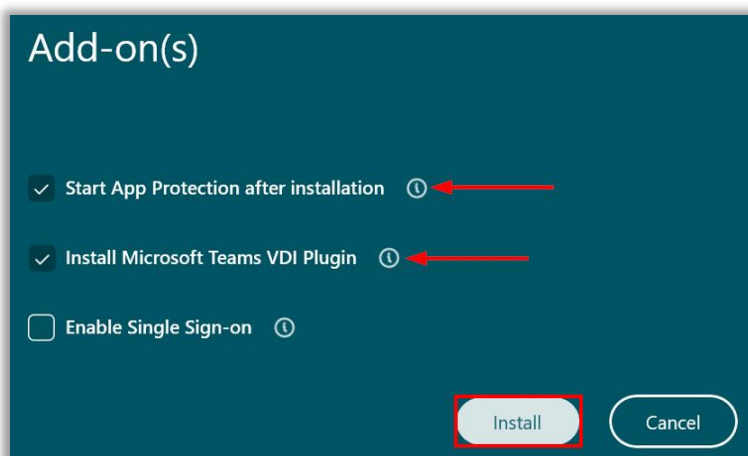 Add-on(s)
Start App Protection after installation
Install Microsoft Teams VDI Plugin
Enable Single Sign-on
Install Cancel